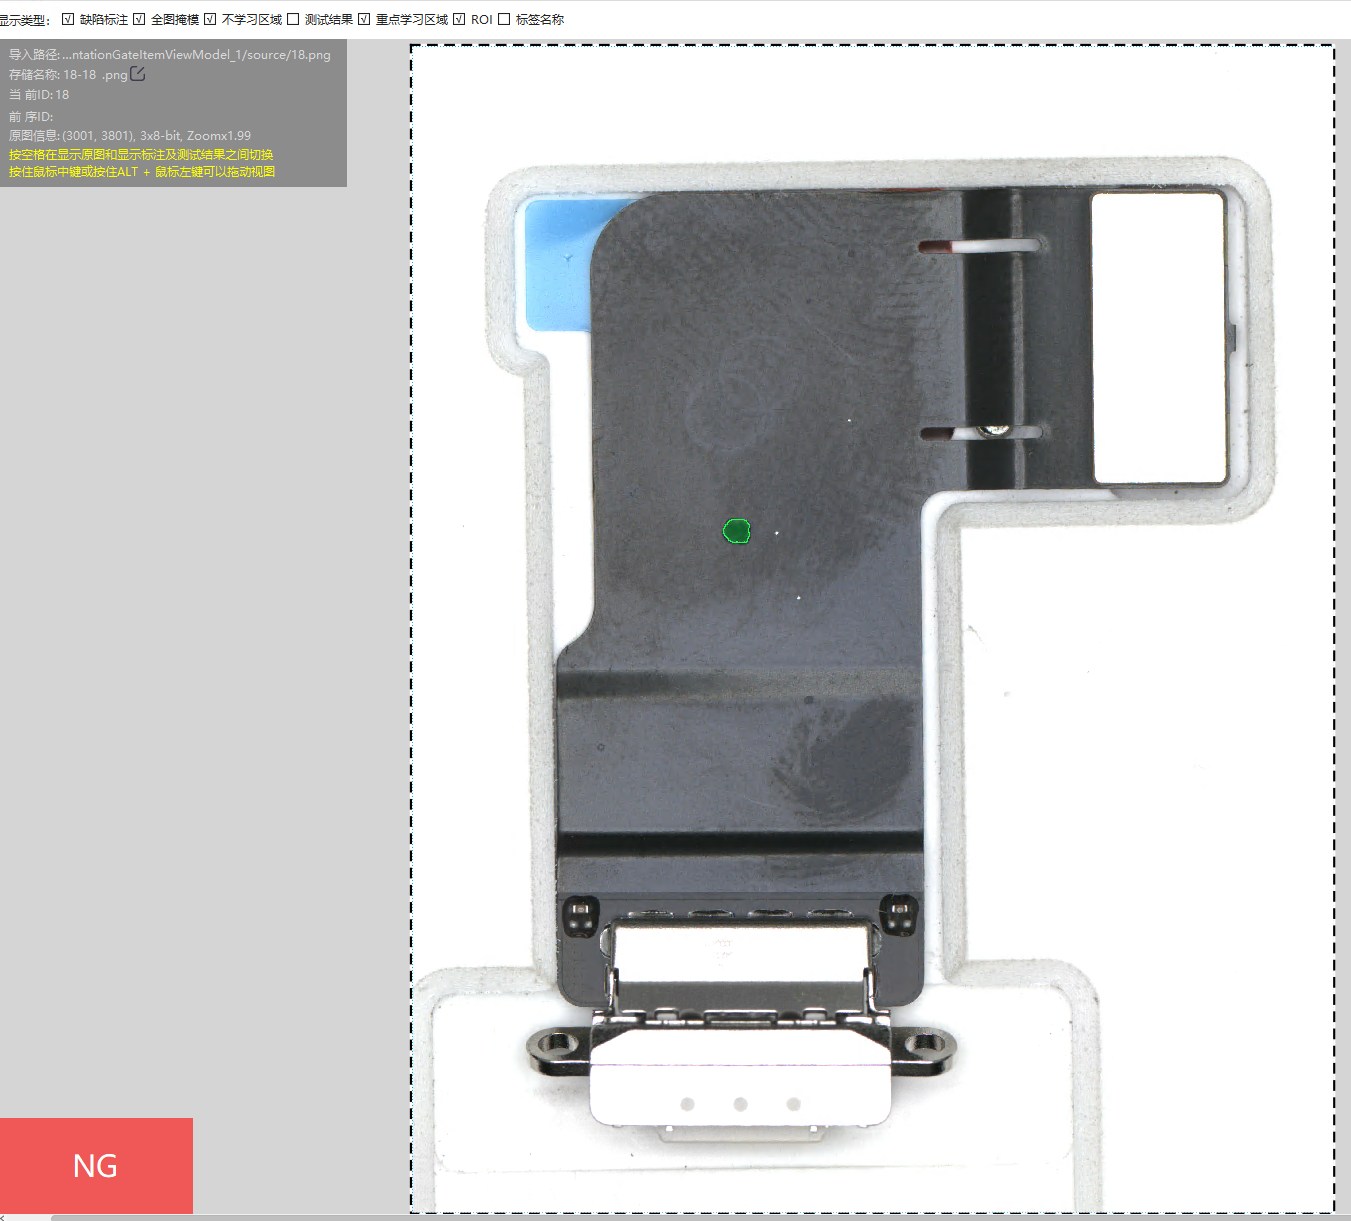 显示类型: 缺陷标注 全图掩模 不学习区域 测试结果 重点学习区域 ROI 标签名称
导入路径: ...ntationGateItemViewModel_1/source/18.png
存储名称: 18-18 .png
当 前ID: 18
前 序ID:
原图信息: (3001, 3801), 3x8-bit, Zoomx1.99
按空格在显示原图和显示标注及测试结果之间切换
按住鼠标中键或按住ALT + 鼠标左键可以拖动视图
NG